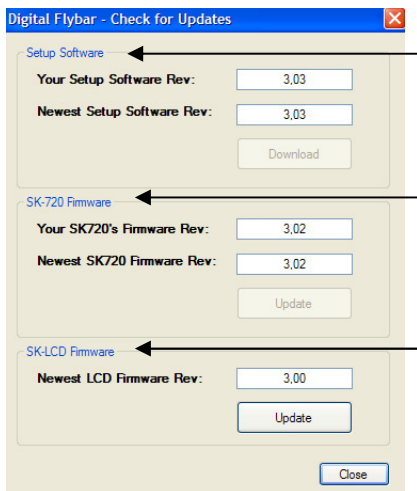 Digital Flybar - Check for Updates
Setup Software
Your Setup Software Rev: 3,03
Newest Setup Software Rev: 3,03
Download
SK-720 Firmware
Your SK720's Firmware Rev: 3,02
Newest SK720 Firmware Rev: 3,02
Update
SK-LCD Firmware
Newest LCD Firmware Rev: 3,00
Update
Close